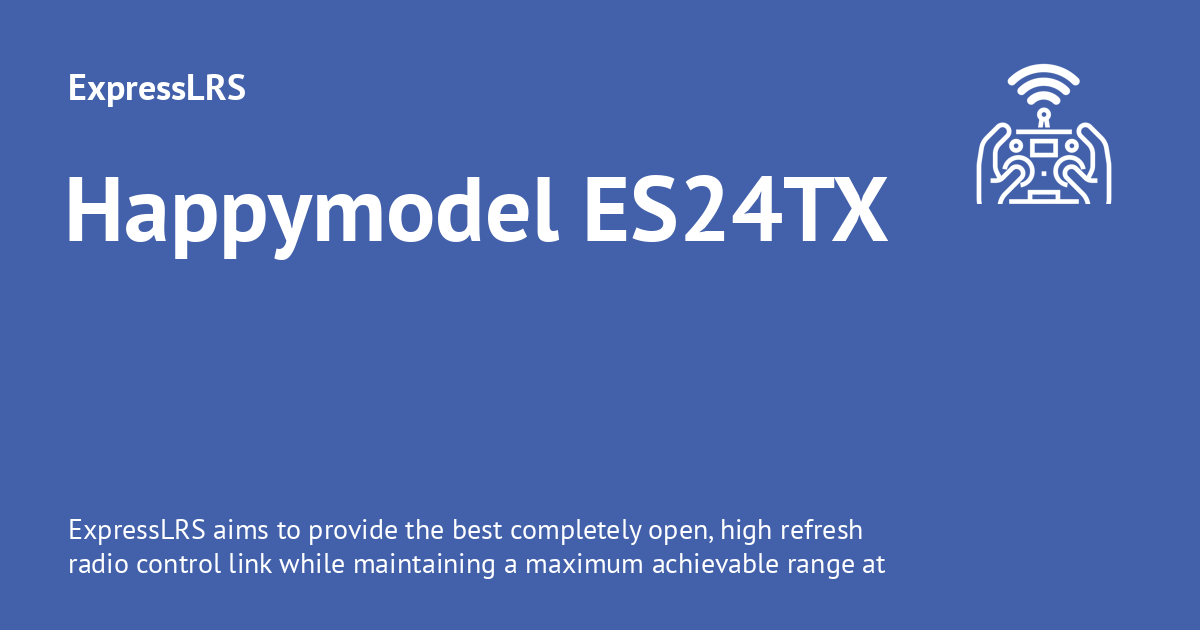 ExpressLRS
Happymodel ES24TX
ExpressLRS aims to provide the best completely open, high refresh
radio control link while maintaining a maximum achievable range at